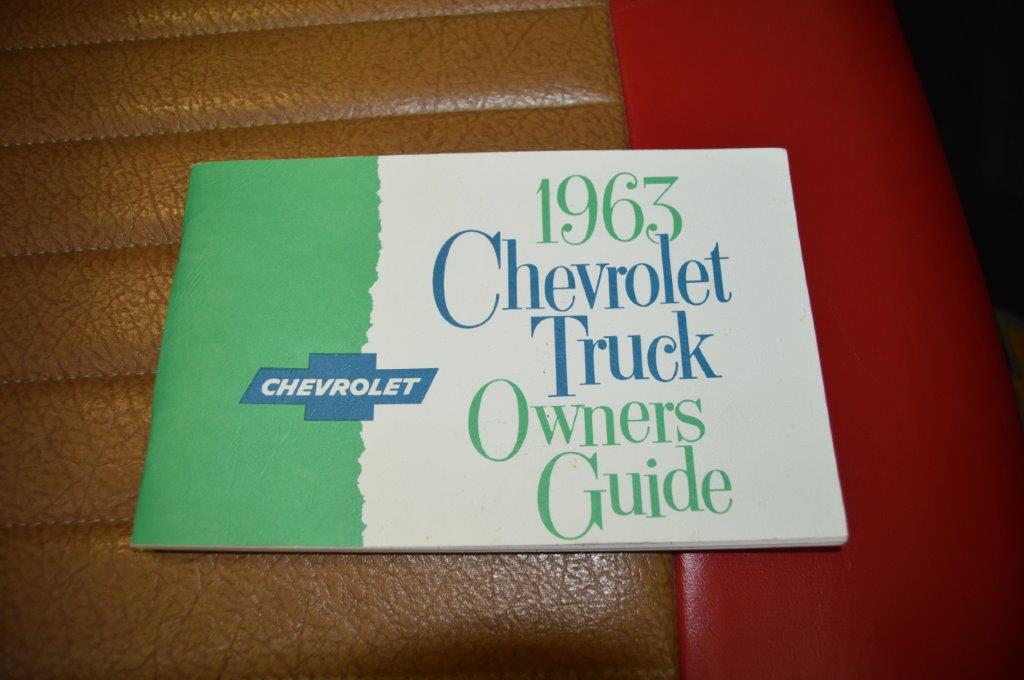 1963
Chevrolet
Truck
CHEVROLET
Owners
Guide